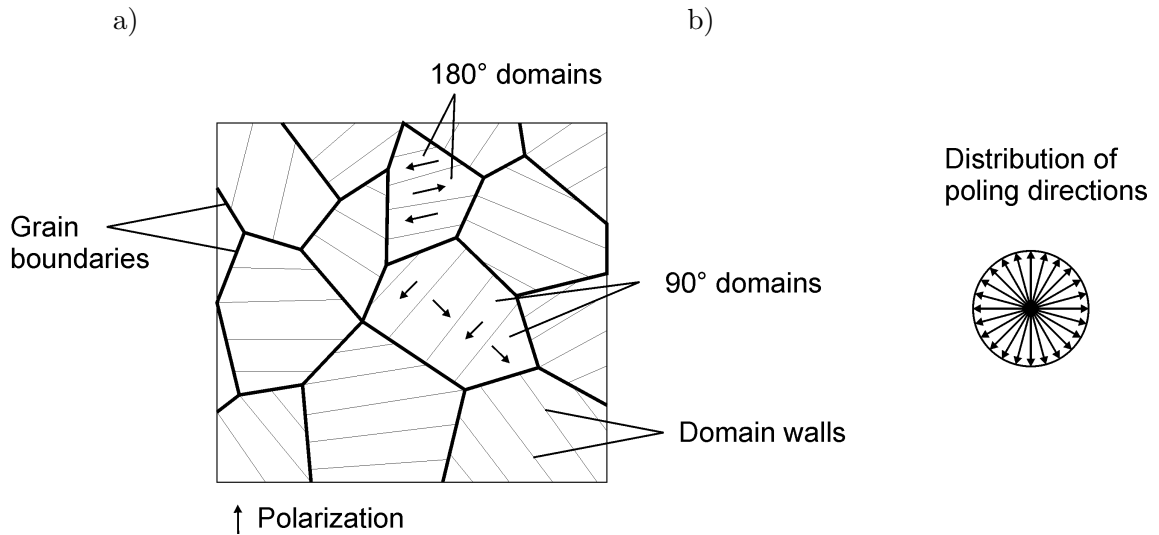 a)
b)
180° domains
Distribution of
poling directions
Grain
boundaries
90° domains
Domain walls
Polarization